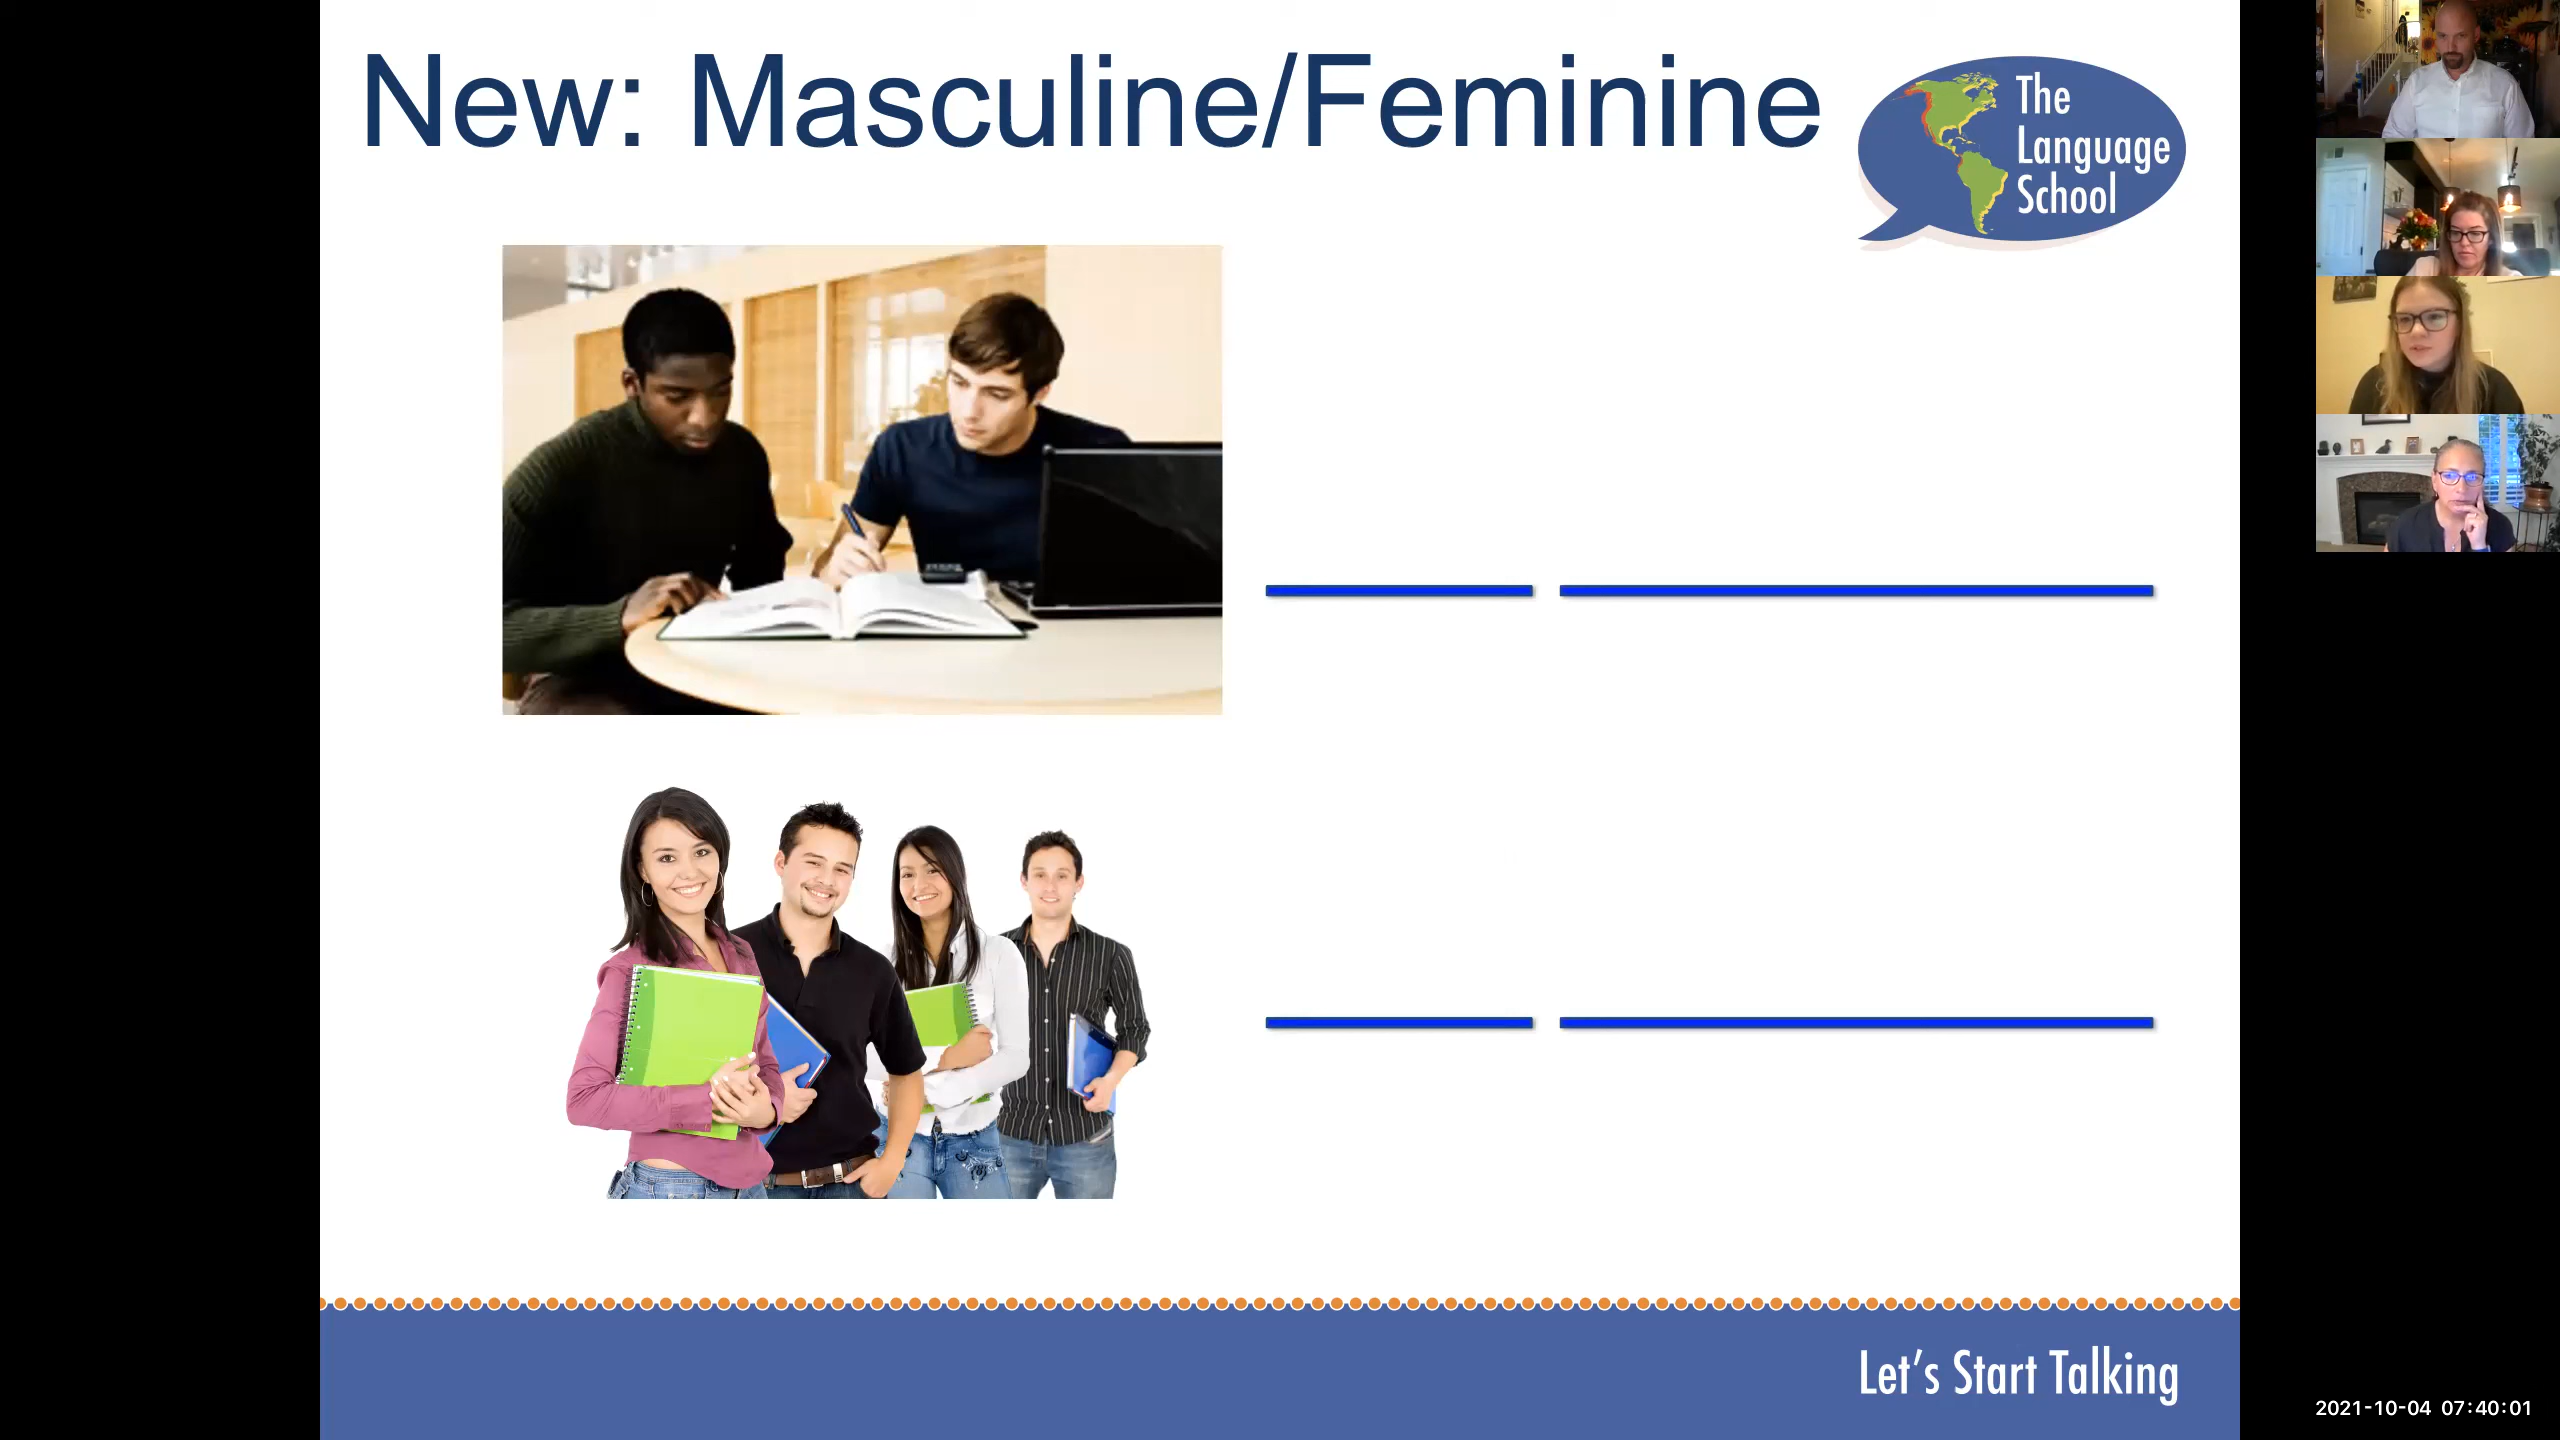 New: Masculine/Feminine
The
Language
School
Let's Start Talking
2021-10-04 07:40:01